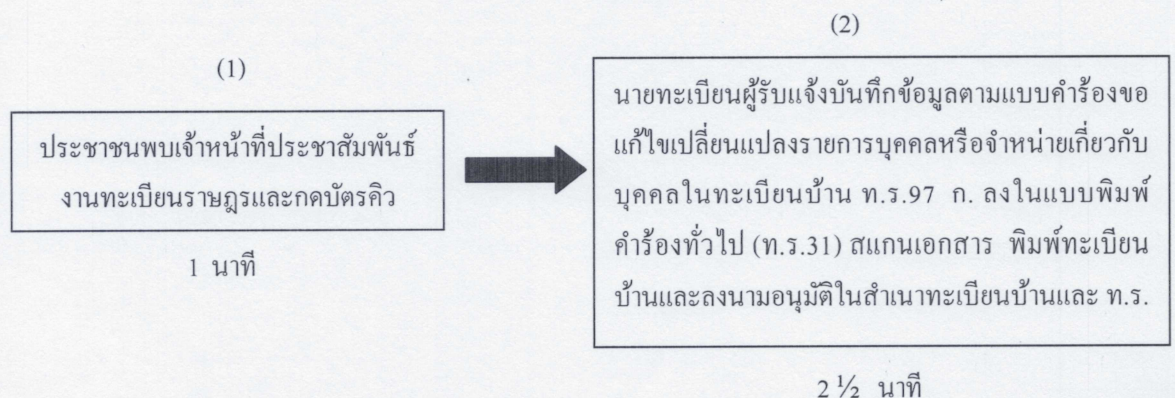 (1)
ประชาชนพบเจ้าหน้าที่ประชาสัมพันธ์
งานทะเบียนราษฎรและกดบัตรคิว
1 นาที
(2)
นายทะเบียนผู้รับแจ้งบันทึกข้อมูลตามแบบคำร้องขอ
แก้ไขเปลี่ยนแปลงรายการบุคคลหรือจำหน่ายเกี่ยวกับ
บุคคลในทะเบียนบ้าน ท.ร.97 ก. ลงในแบบพิมพ์
คำร้องทั่วไป (ท.ร.31) สแกนเอกสาร พิมพ์ทะเบียน
บ้านและลงนามอนุมัติในสำเนาทะเบียนบ้านและ ท.ร.
2 ½ นาที